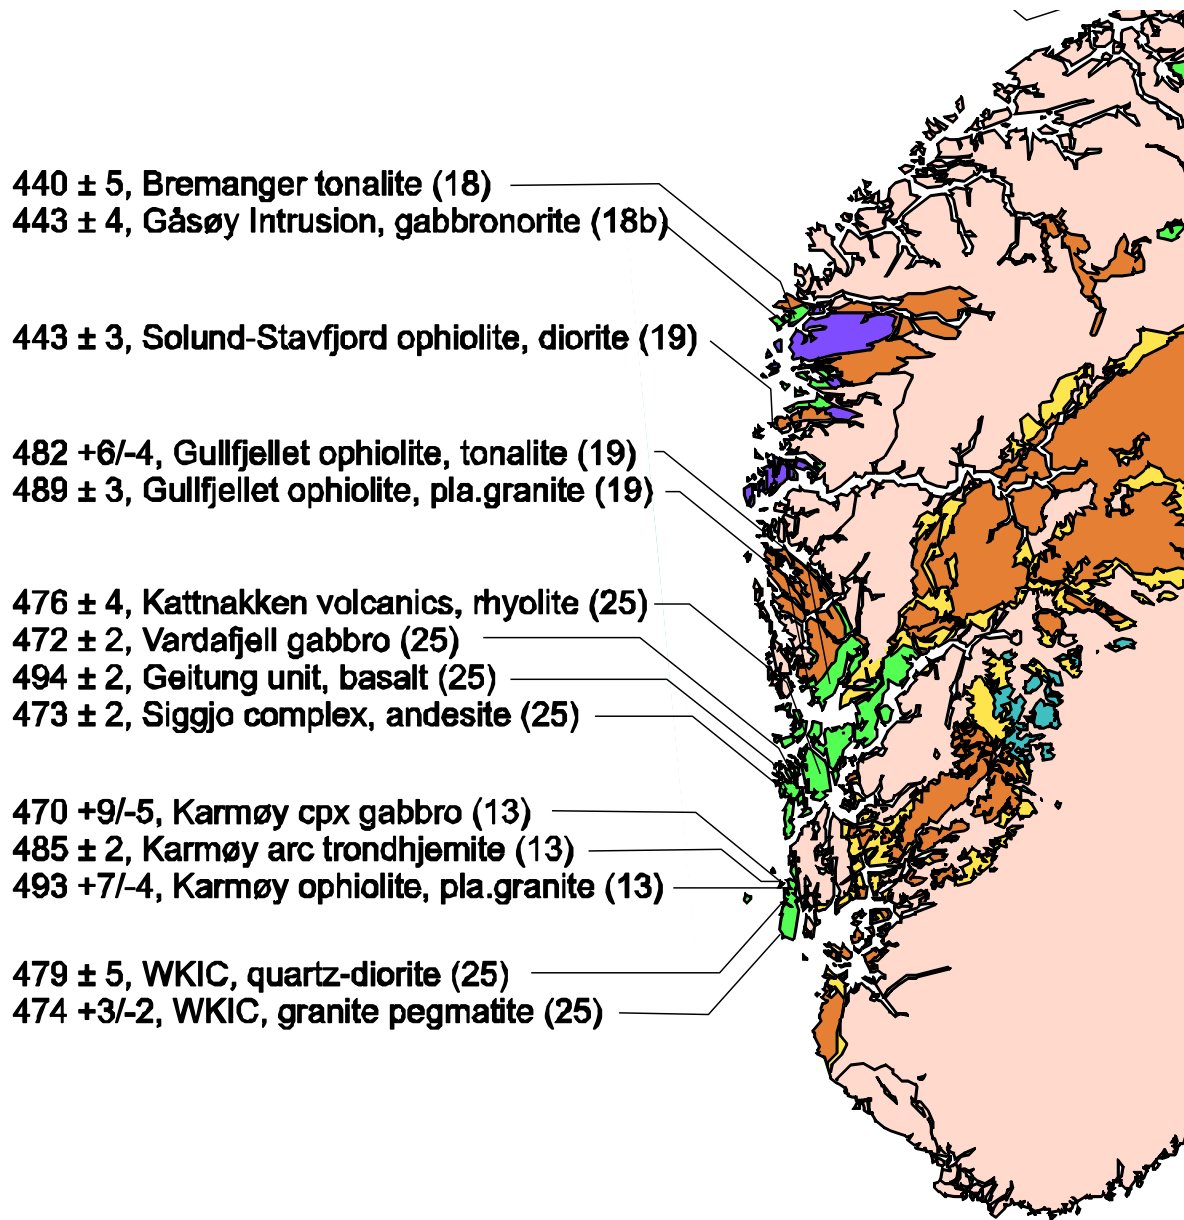 440 ± 5, Bremanger tonalite (18)
443 ± 4, Gåsøy Intrusion, gabbronorite (18b)
443 ± 3, Solund-Stavfjord ophiolite, diorite (19)
482 +6/-4, Gullfjellet ophiolite, tonalite (19)
489 ± 3, Gullfjellet ophiolite, pla.granite (19)
476 ± 4, Kattnakken volcanics, rhyolite (25)
472 ± 2, Vardafjell gabbro (25)
494 ± 2, Geitung unit, basalt (25)
473 ± 2, Siggjo complex, andesite (25)
470 +9/-5, Karmøy cpx gabbro (13)
485 ± 2, Karmøy arc trondhjemite (13)
493 +7/-4, Karmøy ophiolite, pla.granite (13)
479 ± 5, WKIC, quartz-diorite (25)
474 +3/-2, WKIC, granite pegmatite (25)